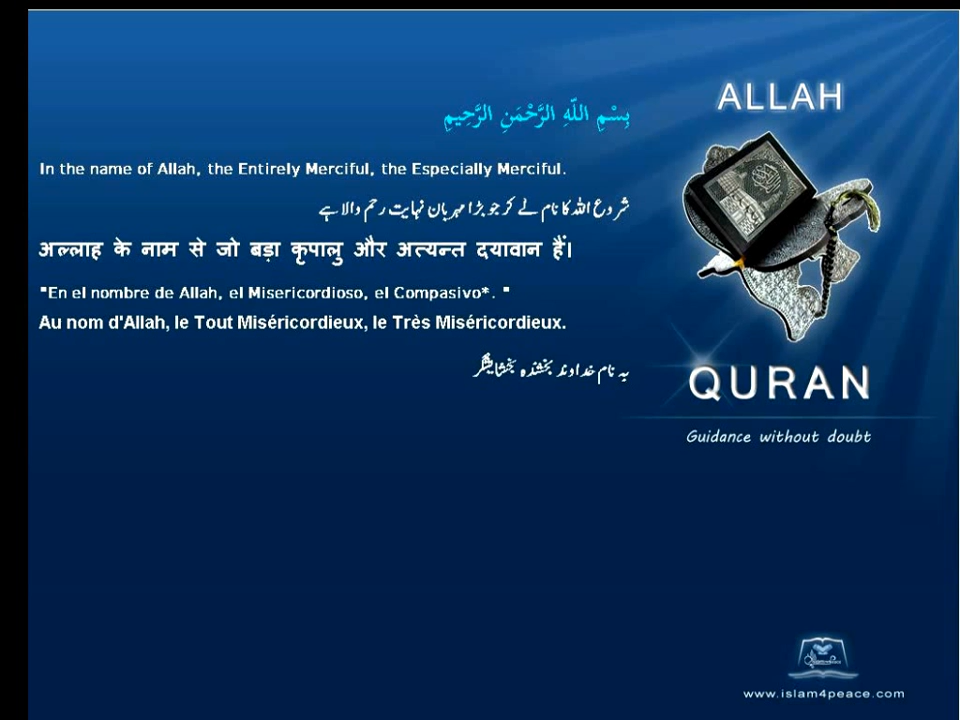 بِسْمِ اللّهِ الرَّحْمَنِ الرَّحِيمِ
In the name of Allah, the Entirely Merciful, the Especially Merciful.
شروع اللہ کا نام لے کر جو بڑا مہربان نہایت رحم والا ہے
अल्लाह के नाम से जो बड़ा कृपालु और अत्यन्त दयावान हैं।
"En el nombre de Allah, el Misericordioso, el Compasivo*. "
Au nom d'Allah, le Tout Miséricordieux, le Très Miséricordieux.
به نام خداوند بخشنده بخشایشگر
ALLAH
QURAN
Guidance without doubt
www.islam4peace.com